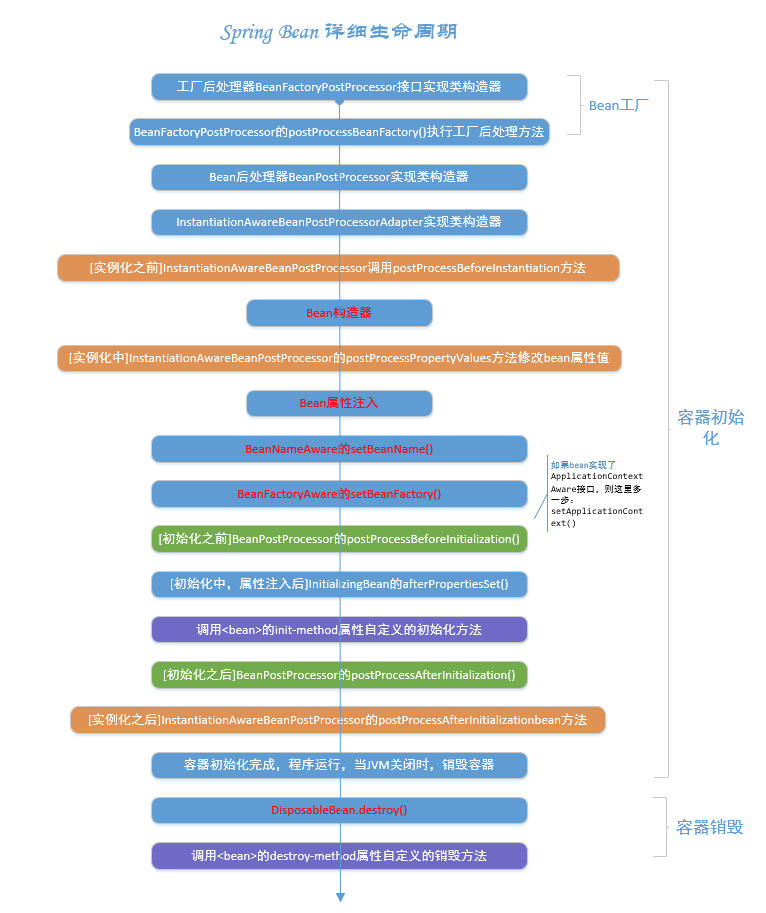 Spring Bean 详细生命周期
工厂后处理器BeanFactoryPostProcessor接口实现类构造器
Bean工厂
BeanFactoryPostProcessor的postProcessBeanFactory()执行工厂后处理方法
Bean后处理器BeanPostProcessor实现类构造器
InstantiationAwareBeanPostProcessorAdapter实现类构造器
[实例化之前]InstantiationAwareBeanPostProcessor调用postProcessBeforeInstantiation方法
Bean构造器
[实例化中]InstantiationAwareBeanPostProcessor的postProcessPropertyValues方法修改bean属性值
Bean属性注入
容器初始
化
BeanNameAware的setBeanName()
BeanFactoryAware的setBeanFactory()
如果bean实现了
ApplicationContext
Aware接口，则这里多
一步：
setApplicationCont
ext()
[初始化之前]BeanPostProcessor的postProcessBeforeInitialization()
[初始化中，属性注入后]InitializingBean的afterPropertiesSet()
调用<bean>的init-method属性自定义的初始化方法
[初始化之后]BeanPostProcessor的postProcessAfterInitialization()
[实例化之后]InstantiationAwareBeanPostProcessor的postProcessAfterInitializationbean方法
容器初始化完成，程序运行，当JVM关闭时，销毁容器
DisposableBean.destroy()
容器销毁
调用<bean>的destroy-method属性自定义的销毁方法